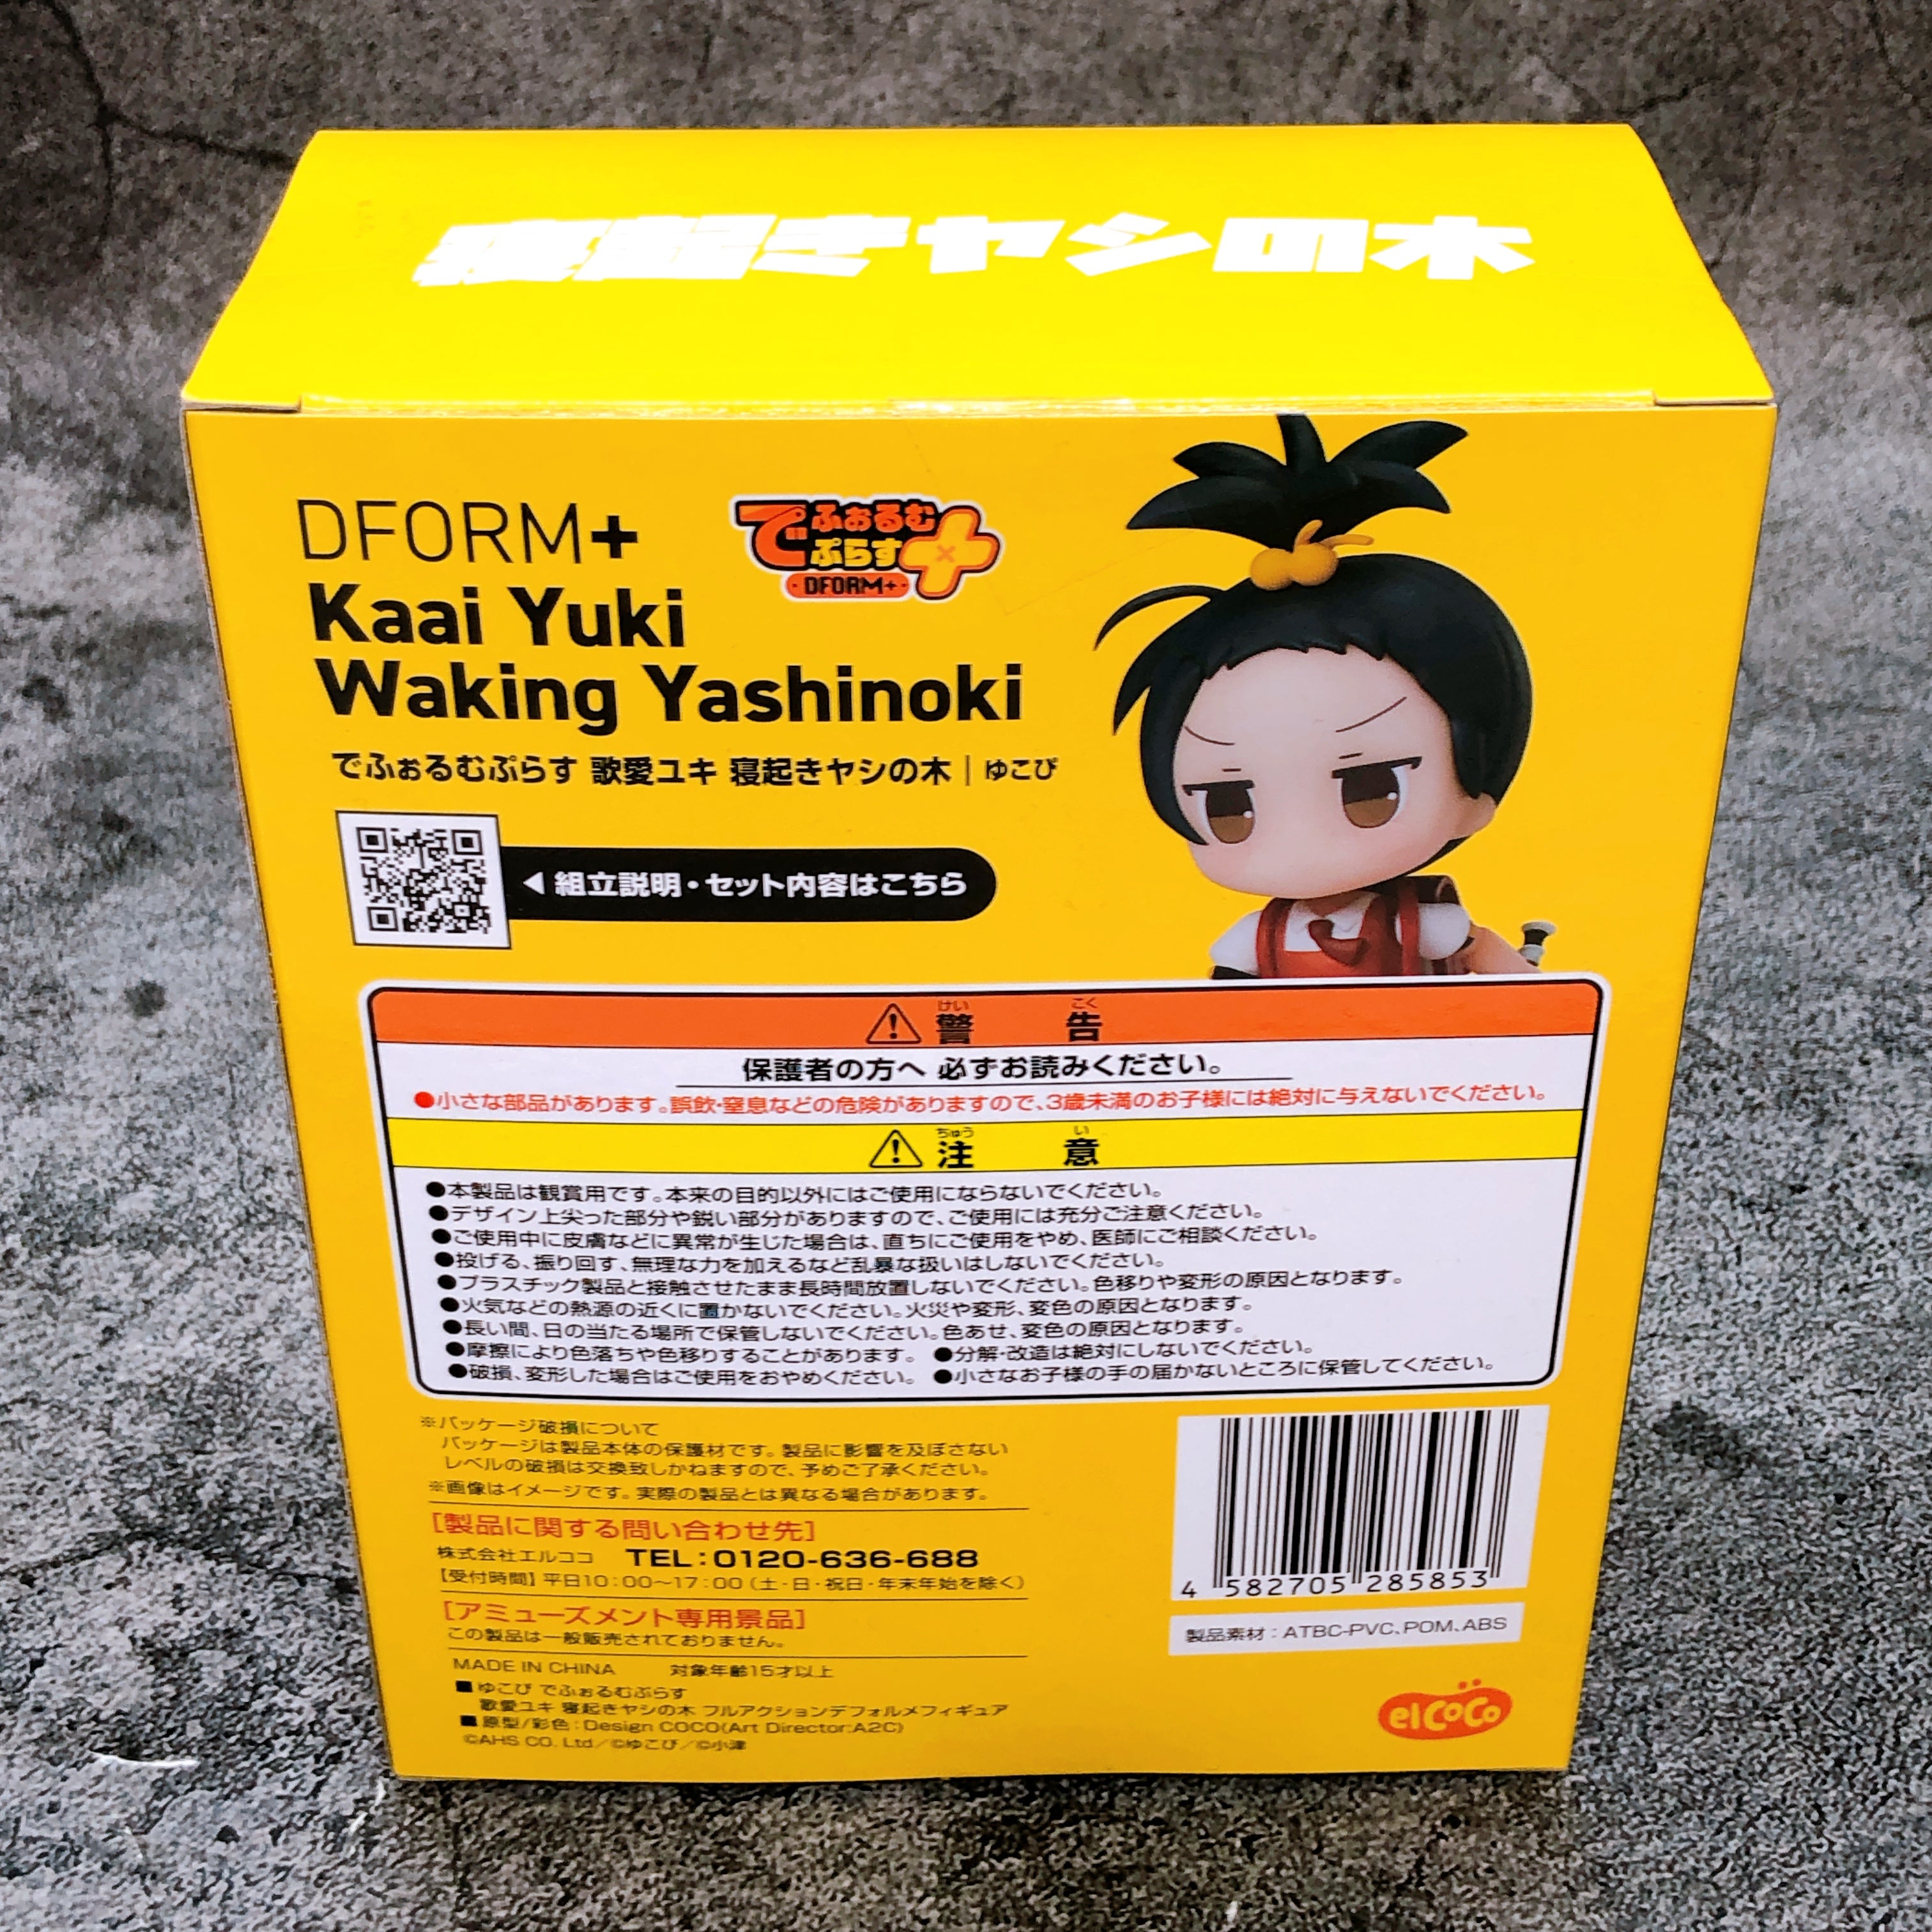 寝起きヤシの木
DFORM+
でふぉるむぷらす
DFORM+
Kaai Yuki
Waking Yashinoki
でふぉるむぷらす 歌愛ユキ 寝起きヤシの木｜ゆこぴ
◀組立説明・セット内容はこちら
けい こく
⚠警告
保護者の方へ 必ずお読みください。
●小さな部品があります。誤飲・窒息などの危険がありますので、3歳未満のお子様には絶対に与えないでください。
ちゅう い
⚠注意
●本製品は観賞用です。本来の目的以外にはご使用にならないでください。
●デザイン上尖った部分や鋭い部分がありますので、ご使用には充分ご注意ください。
●ご使用中に皮膚などに異常が生じた場合は、直ちにご使用をやめ、医師にご相談ください。
●投げる、振り回す、無理な力を加えるなど乱暴な扱いはしないでください。
●プラスチック製品と接触させたまま長時間放置しないでください。色移りや変形の原因となります。
●火気などの熱源の近くに置かないでください。火災や変形、変色の原因となります。
●長い間、日の当たる場所で保管しないでください。色あせ、変色の原因となります。
●摩擦により色落ちや色移りすることがあります。 ●分解・改造は絶対にしないでください。
●破損、変形した場合はご使用をおやめください。 ●小さなお子様の手の届かないところに保管してください。
※パッケージ破損について
パッケージは製品本体の保護材です。製品に影響を及ぼさない
レベルの破損は交換致しかねますので、予めご了承ください。
※画像はイメージです。実際の製品とは異なる場合があります。
[製品に関する問い合わせ先]
株式会社エルココ TEL:0120-636-688
【受付時間】平日10:00〜17:00(土・日・祝日・年末年始を除く)
[アミューズメント専用景品]
この製品は一般販売されておりません。
MADE IN CHINA 対象年齢15才以上
■ゆこぴ でふぉるむぷらす
歌愛ユキ 寝起きヤシの木 フルアクションデフォルメフィギュア
■原型/彩色:Design COCO(Art Director:A2C)
©AHS CO. Ltd/©ゆこぴ/©小津
4 582705 285853
製品素材:ATBC-PVC、POM、ABS
elCoCo